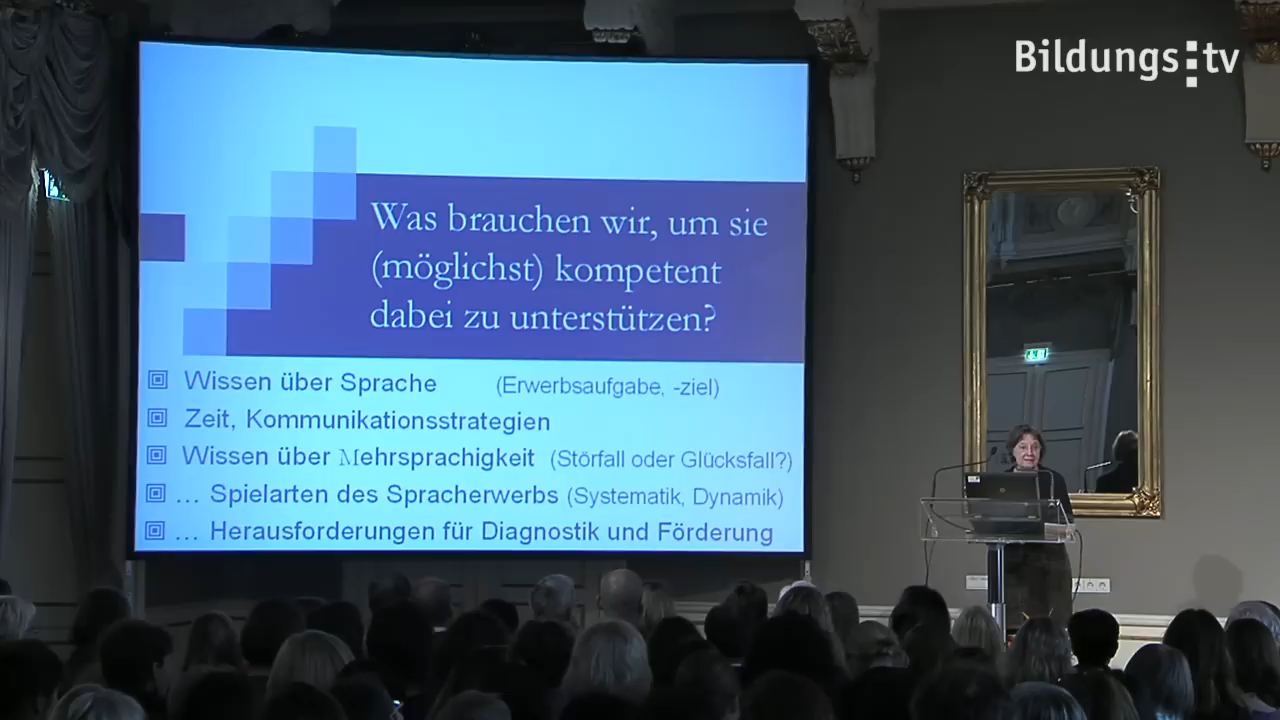 Bildungs:tv
Was brauchen wir, um sie
(möglichst) kompetent
dabei zu unterstützen?
Wissen über Sprache (Erwerbsaufgabe, -ziel)
Zeit, Kommunikationsstrategien
Wissen über Mehrsprachigkeit (Störfall oder Glücksfall?)
... Spielarten des Spracherwerbs (Systematik, Dynamik)
... Herausforderungen für Diagnostik und Förderung